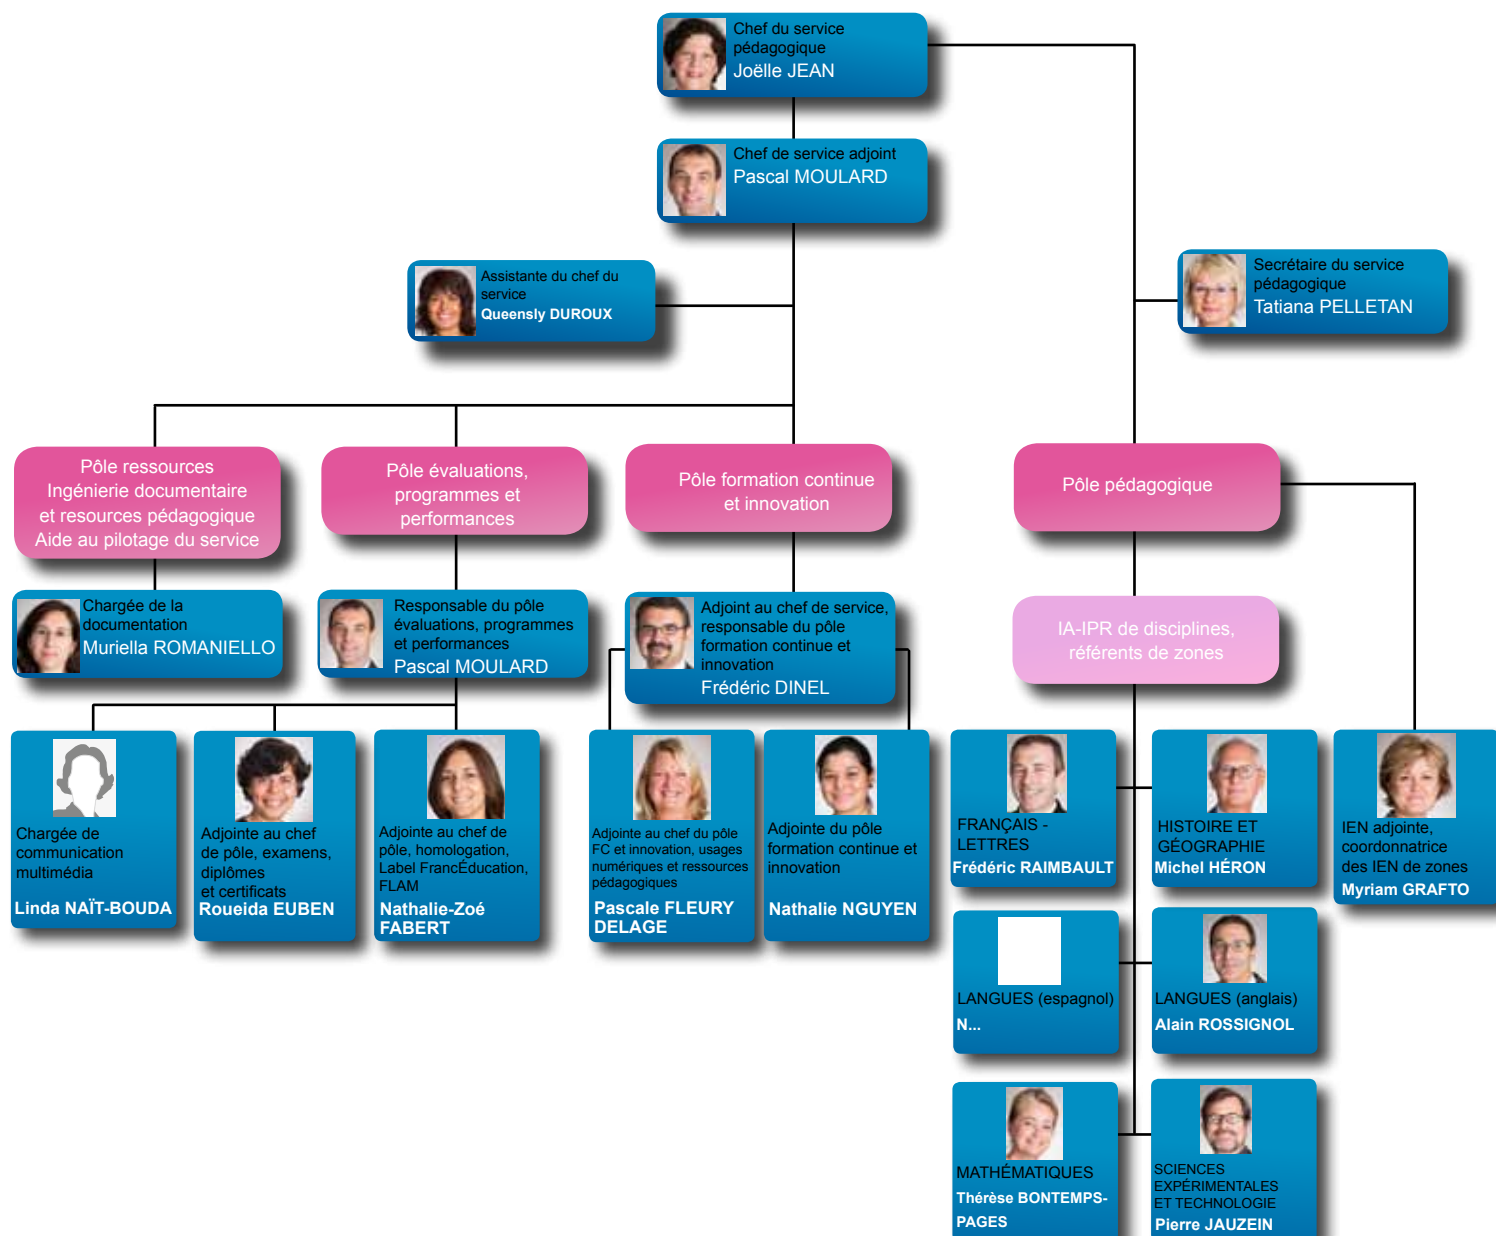 Chef du service
pédagogique
Joëlle JEAN
Chef de service adjoint
Pascal MOULARD
Assistante du chef du
service
Queensly DUROUX
Secrétaire du service
pédagogique
Tatiana PELLETAN
Pôle ressources
Ingénierie documentaire
et resources pédagogique
Aide au pilotage du service
Pôle évaluations,
programmes et
performances
Pôle formation continue
et innovation
Pôle pédagogique
Chargée de la
documentation
Muriella ROMANIELLO
Responsable du pôle
évaluations, programmes
et performances
Pascal MOULARD
Adjoint au chef de service,
responsable du pôle
formation continue et
innovation
Frédéric DINEL
IA-IPR de disciplines,
référents de zones
Chargée de
communication
multimédia
Linda NAÏT-BOUDA
Adjointe au chef
de pôle, examens,
diplômes
et certificats
Roueida EUBEN
Adjointe au chef de
pôle, homologation,
Label FrancÉducation,
FLAM
Nathalie-Zoé
FABERT
Adjointe au chef du pôle
FC et innovation, usages
numériques et ressources
pédagogiques
Pascale FLEURY
DELAGE
Adjointe du pôle
formation continue et
innovation
Nathalie NGUYEN
FRANÇAIS -
LETTRES
Frédéric RAIMBAULT
HISTOIRE ET
GÉOGRAPHIE
Michel HÉRON
IEN adjointe,
coordonnatrice
des IEN de zones
Myriam GRAFTO
LANGUES (espagnol)
N...
LANGUES (anglais)
Alain ROSSIGNOL
MATHÉMATIQUES
Thérèse BONTEMPS-
PAGES
SCIENCES
EXPÉRIMENTALES
ET TECHNOLOGIE
Pierre JAUZEIN